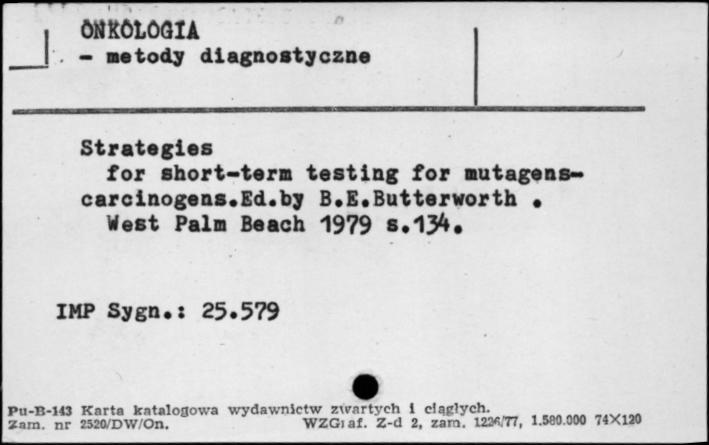 ONKOLOGIA
- metody diagnostyczne
Strategies
for short-term testing for mutagens-
carcinogens.Ed.by B.E.Butterworth .
West Palm Beach 1979 s.134.
IMP Sygn.: 25.579
Pu-B-143 Karta katalogowa wydawnictw zwartych i ciągłych.
Zam. nr 2520/DW/On. WZGraf. Z-d 2, zam. 1226/77, 1.580.000 74X120